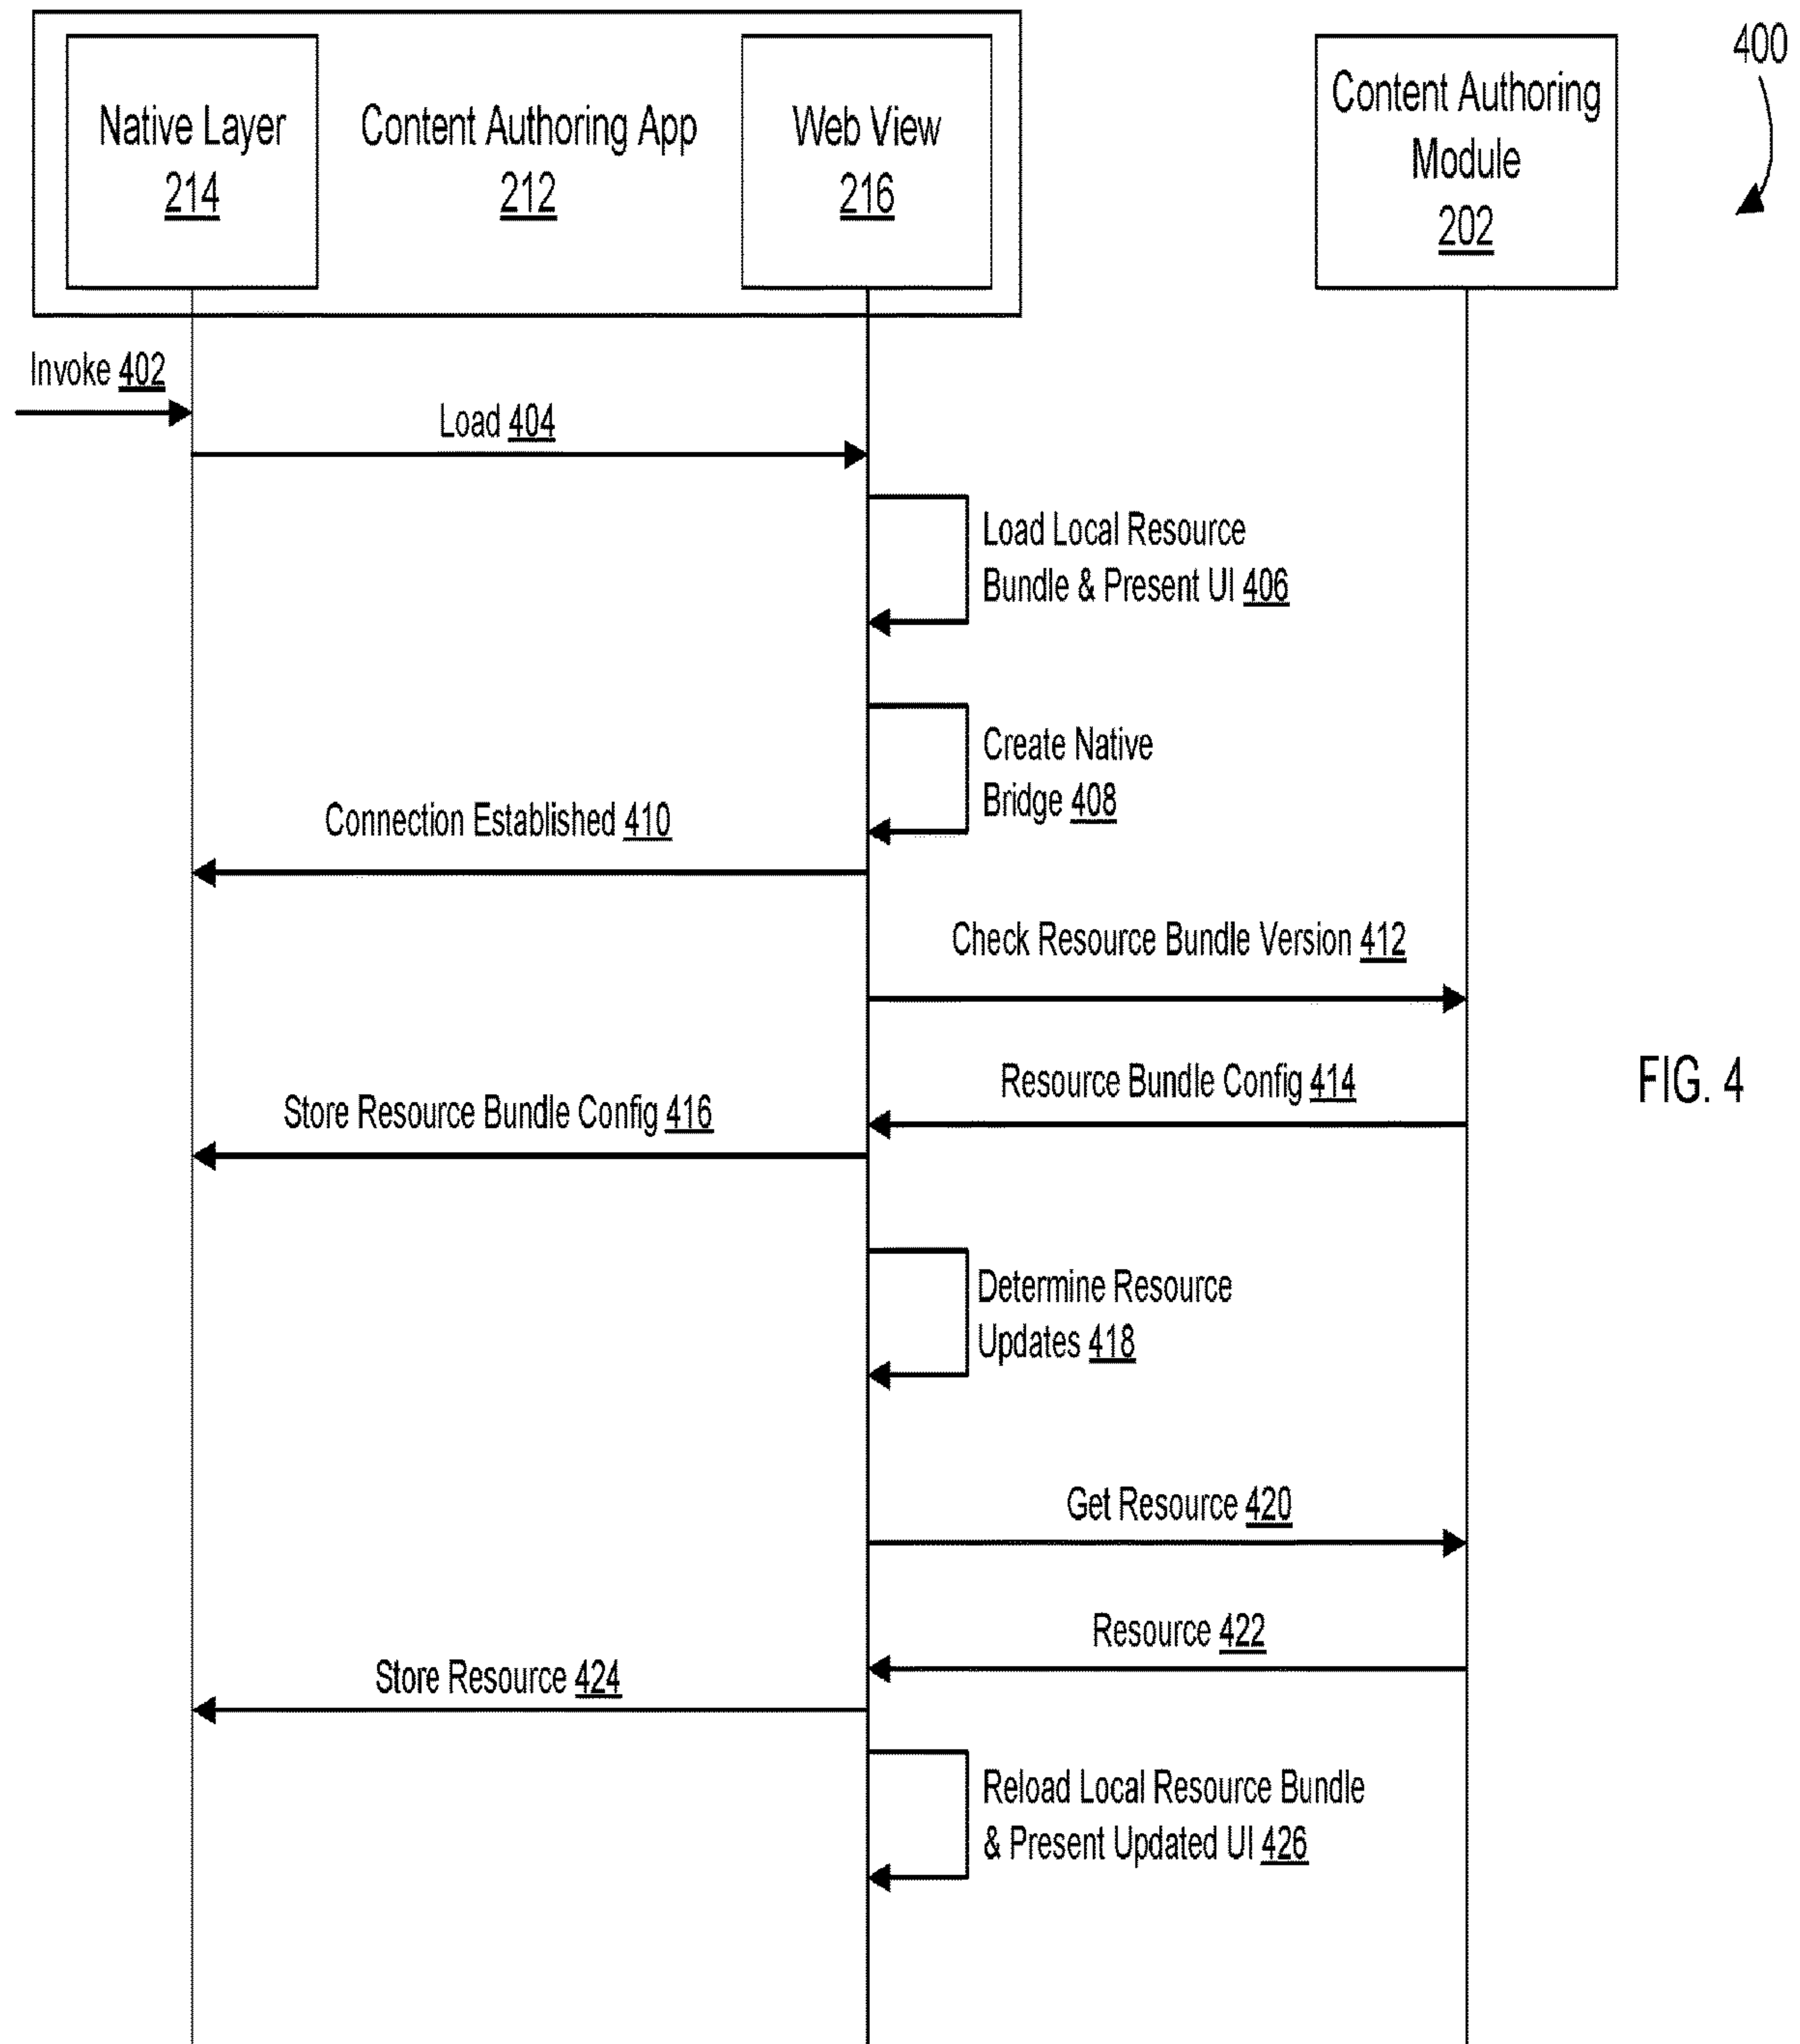 400
Native Layer
214
Content Authoring App
212
Web View
216
Content Authoring
Module
202
Invoke 402
Load 404
Load Local Resource
Bundle & Present UI 406
Create Native
Bridge 408
Connection Established 410
Check Resource Bundle Version 412
Resource Bundle Config 414
Store Resource Bundle Config 416
FIG. 4
Determine Resource
Updates 418
Get Resource 420
Resource 422
Store Resource 424
Reload Local Resource Bundle
& Present Updated UI 426